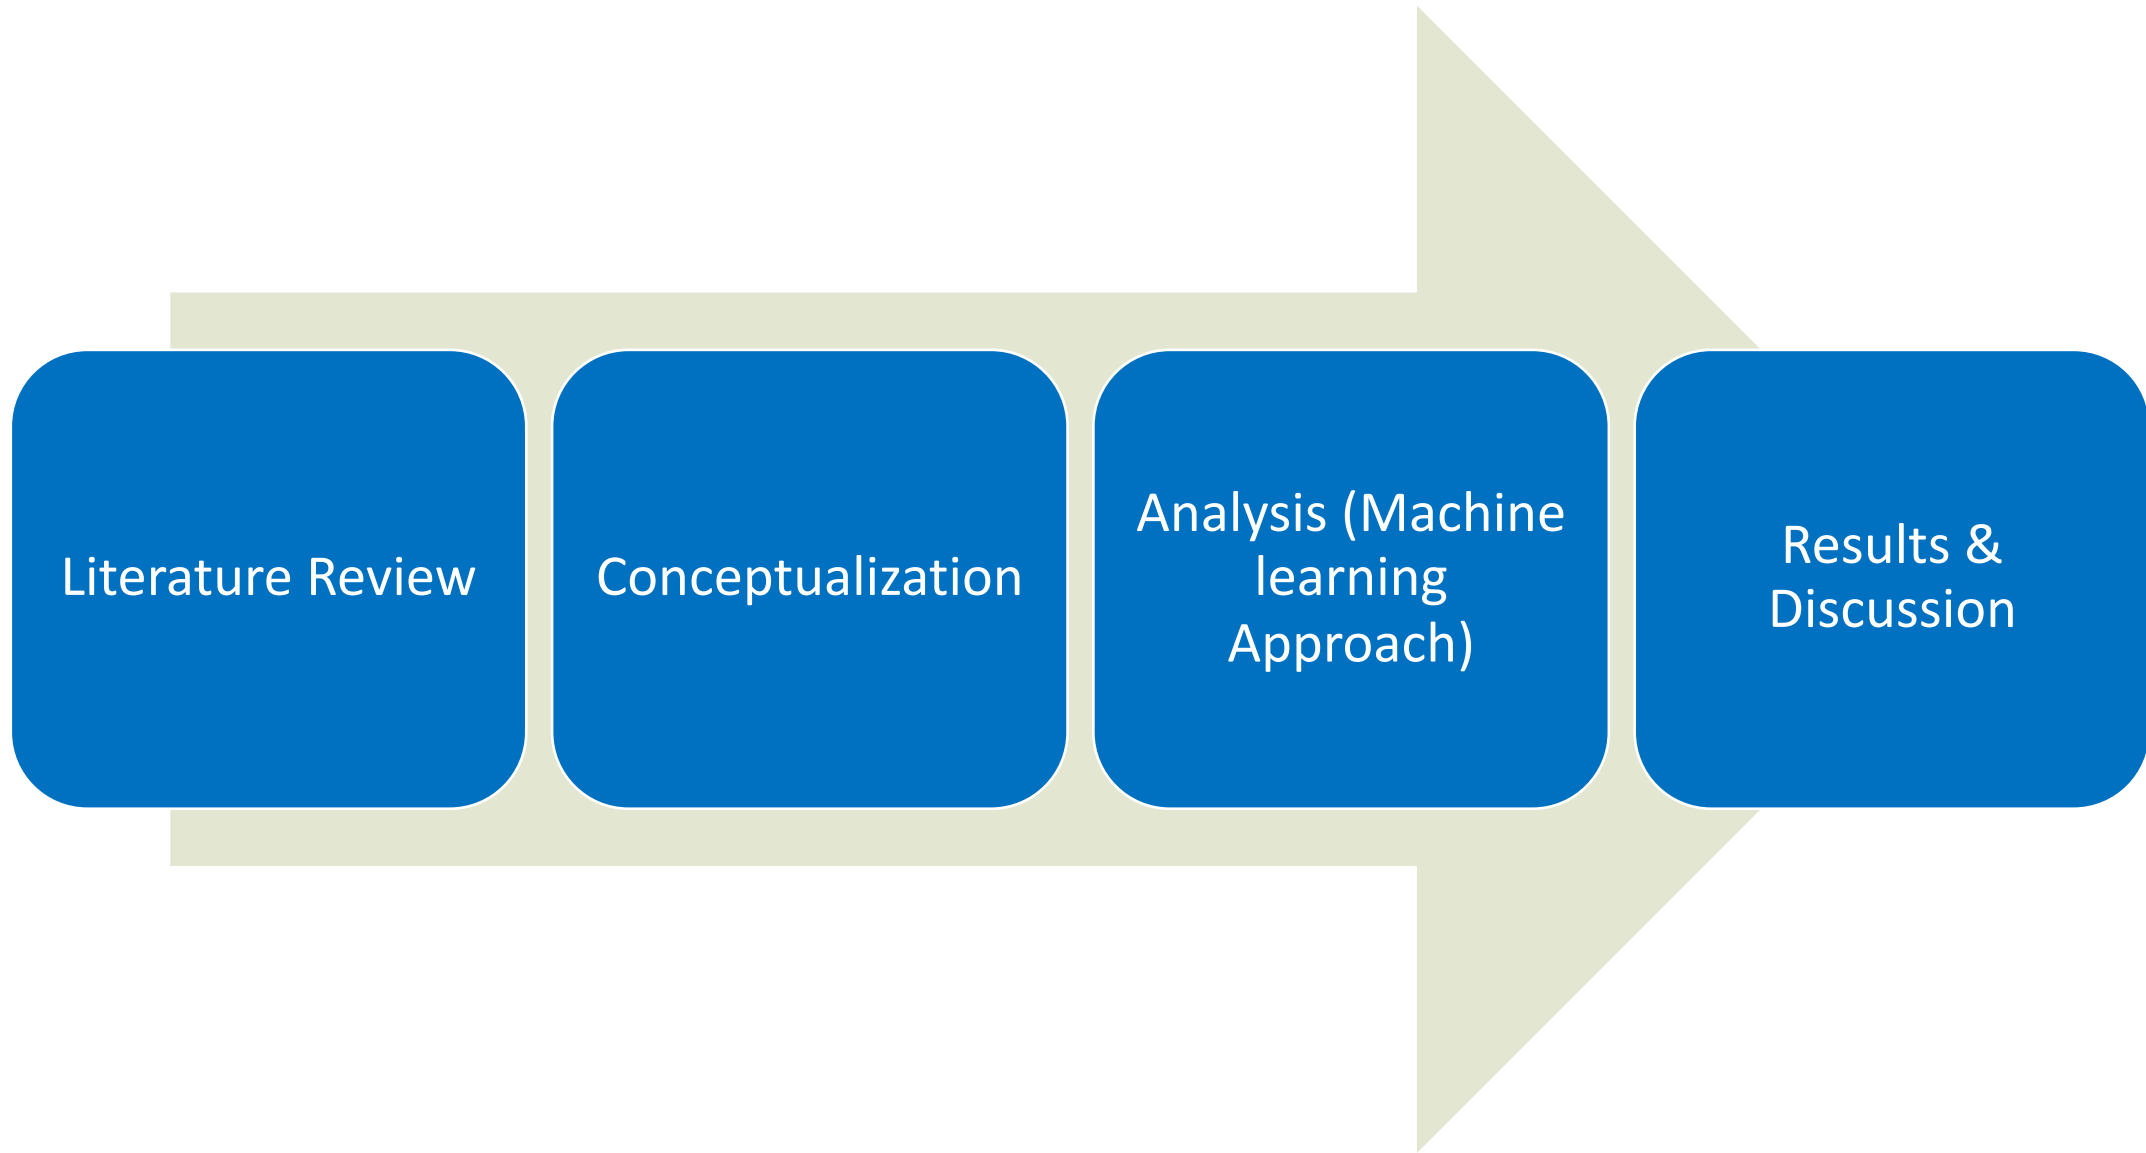 Literature Review
Conceptualization
Analysis (Machine
learning
Approach)
Results &
Discussion